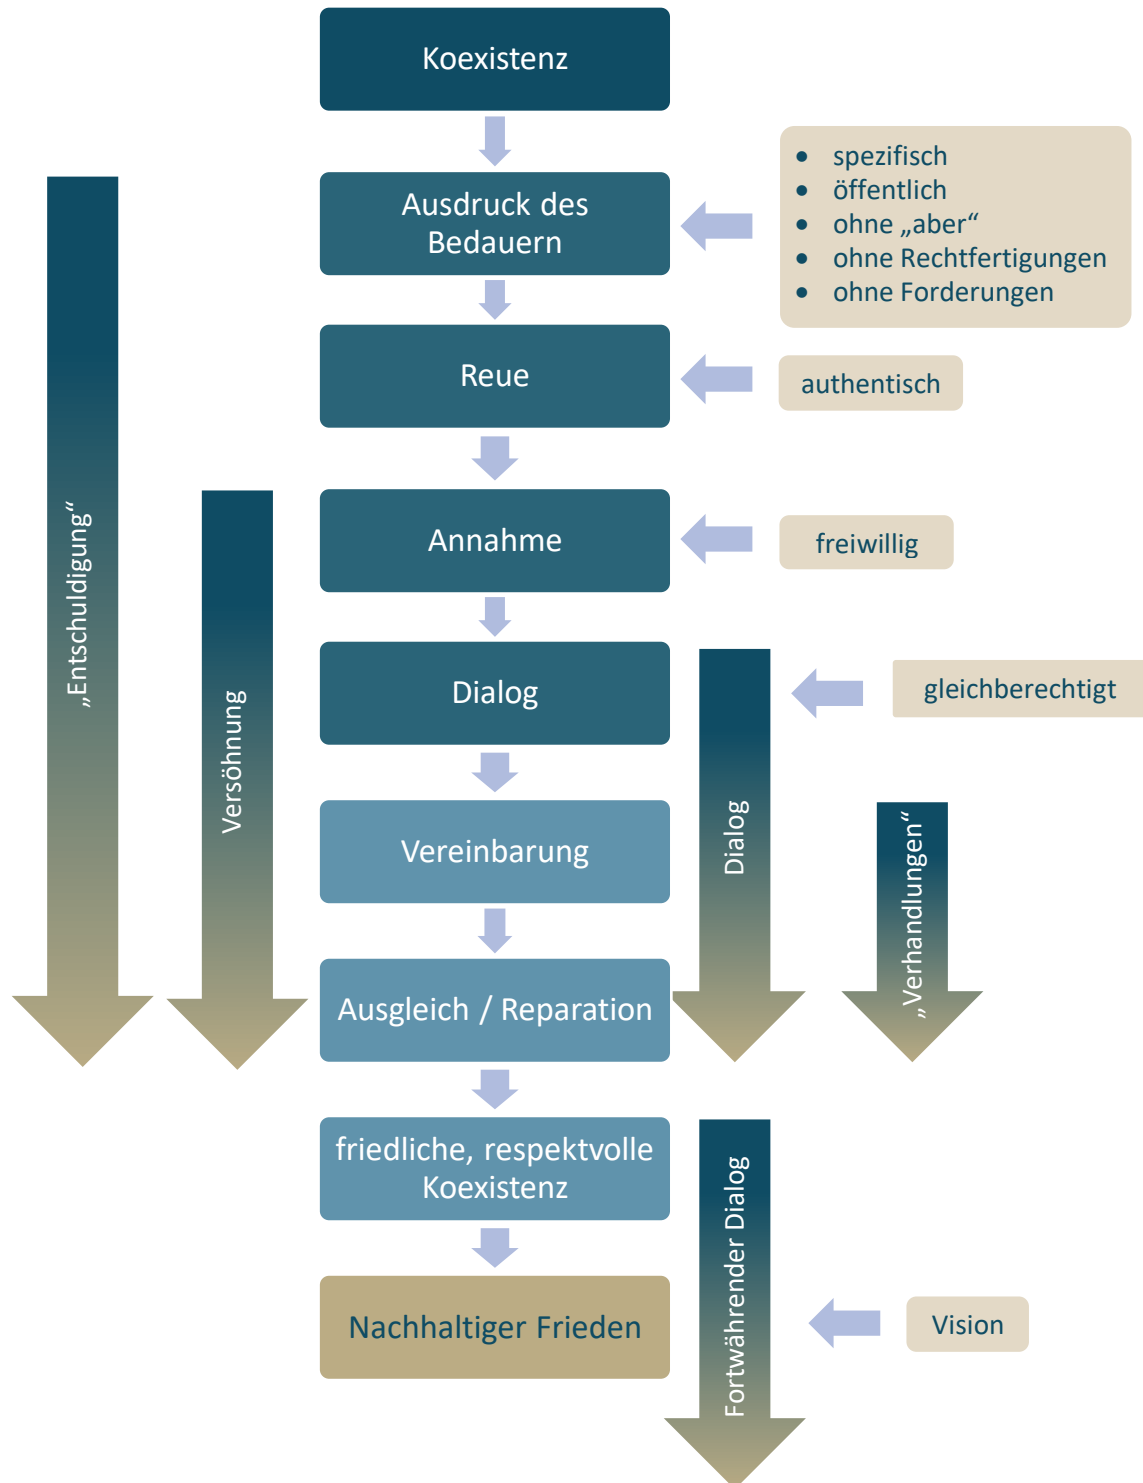 Koexistenz
Ausdruck des
Bedauern
• spezifisch
• öffentlich
• ohne „aber“
• ohne Rechtfertigungen
• ohne Forderungen
Reue
authentisch
„Entschuldigung“
Versöhnung
Annahme
freiwillig
Dialog
gleichberechtigt
Dialog
„Verhandlungen“
Vereinbarung
Ausgleich / Reparation
friedliche, respektvolle
Koexistenz
Fortwährender Dialog
Nachhaltiger Frieden
Vision